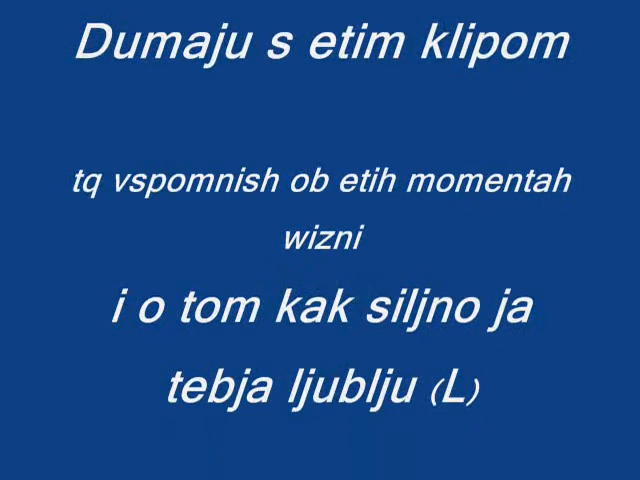 Dumaju s etim klipom
tq vspomnish ob etih momentah
wizni
i o tom kak siljno ja
tebja ljublju (L)